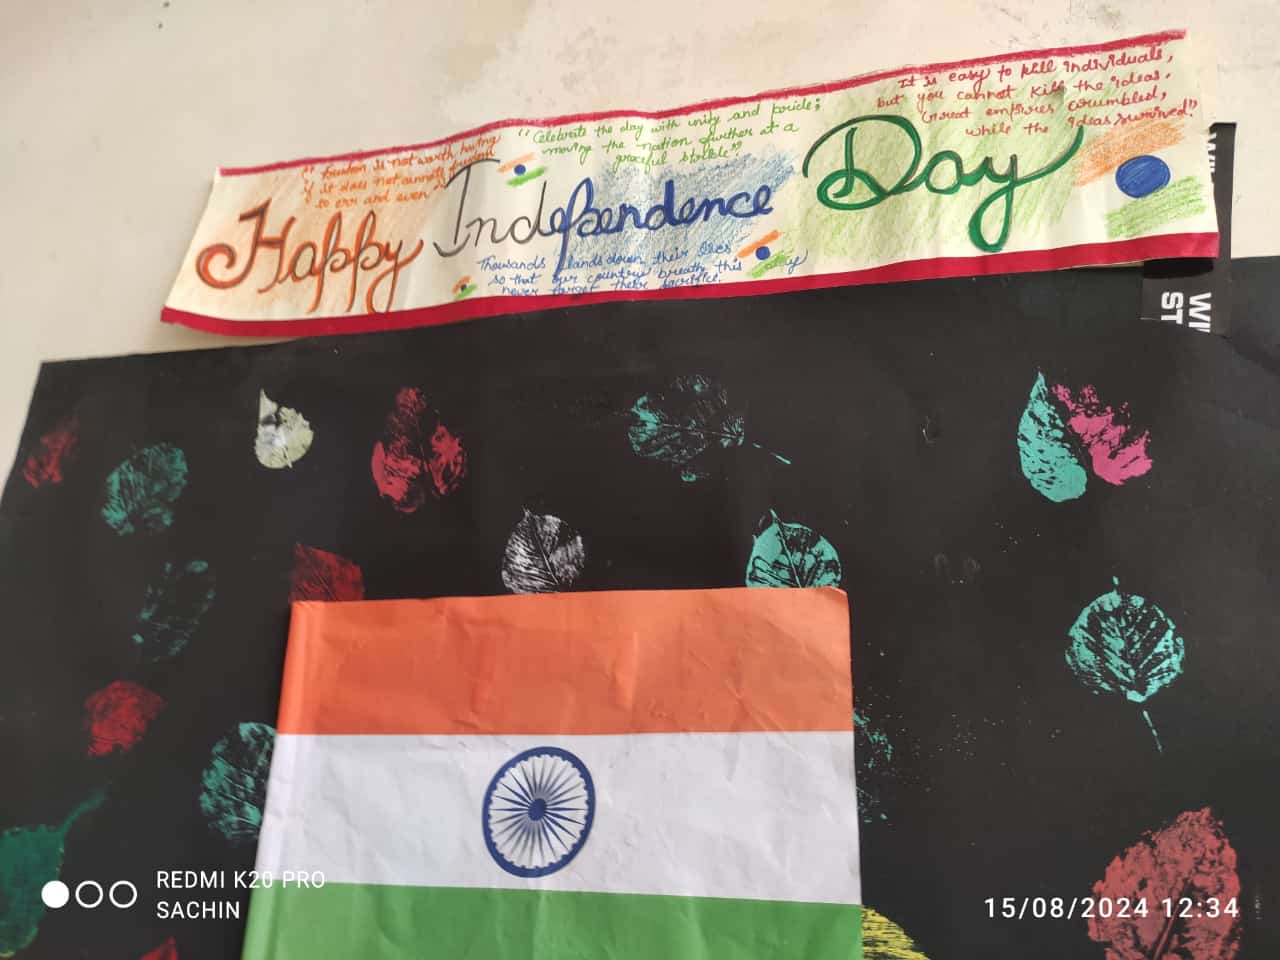 "freedom is not worth having
if it does not connote freedom
to err and even
"Celebrate the day with unity and pride;
moving the nation further at a
graceful stribble"
It is easy to kill individuals,
but you cannot kill the ideas.
Great empires crumbled,
while the ideas survived."
Happy Independence Day
Thousands lands down their lives
so that our country breath this day
never forget their sacrifice.
WI
ST
REDMI K20 PRO
SACHIN
15/08/2024 12:34